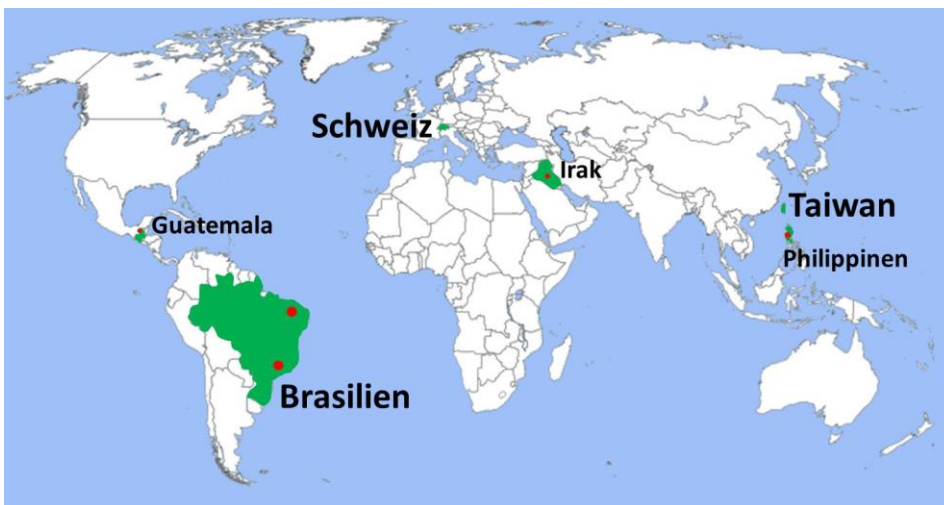 Schweiz
Irak
Taiwan
Guatemala
Philippinen
Brasilien